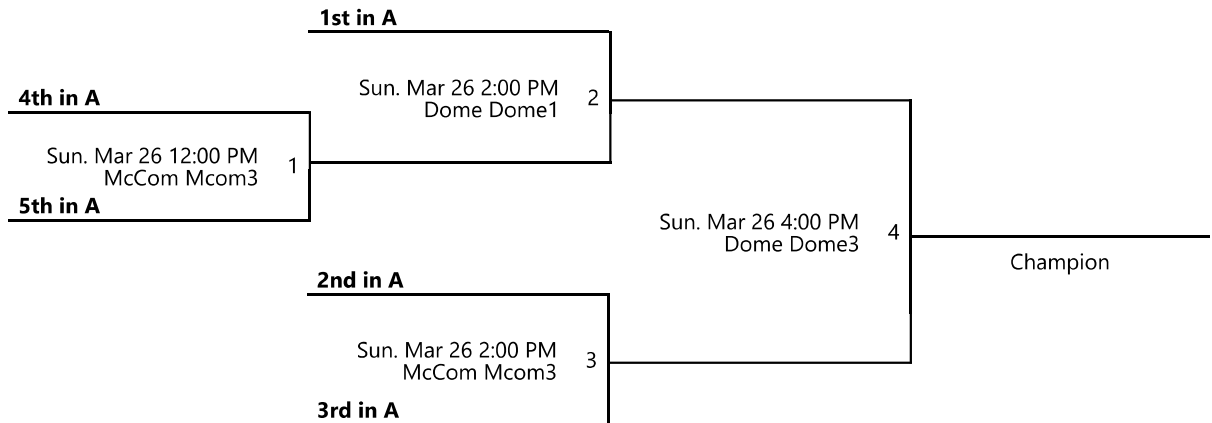 1st in A
Sun. Mar 26 2:00 PM
Dome Dome1
2
4th in A
Sun. Mar 26 12:00 PM
McCom Mcom3
1
5th in A
Sun. Mar 26 4:00 PM
Dome Dome3
4
Champion
2nd in A
Sun. Mar 26 2:00 PM
McCom Mcom3
3
3rd in A